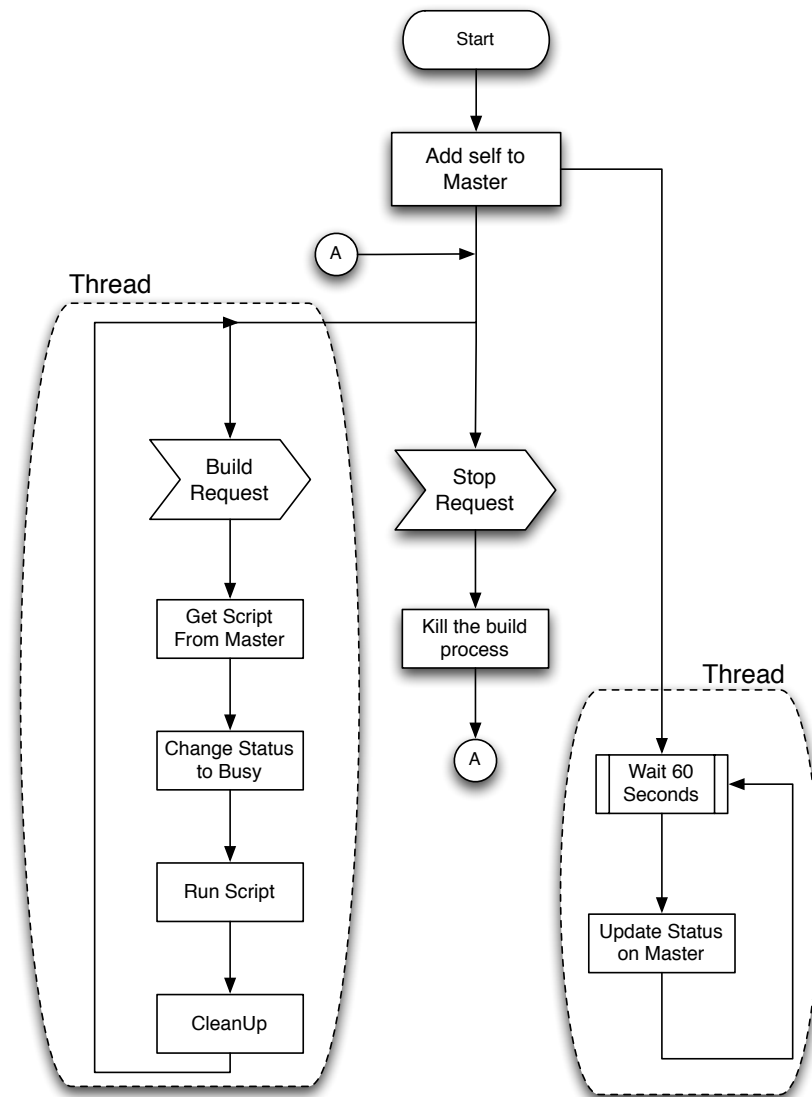 Start
Add self to
Master
A
Thread
Build
Request
Stop
Request
Get Script
From Master
Kill the build
process
Thread
Change Status
to Busy
A
Wait 60
Seconds
Run Script
Update Status
on Master
CleanUp